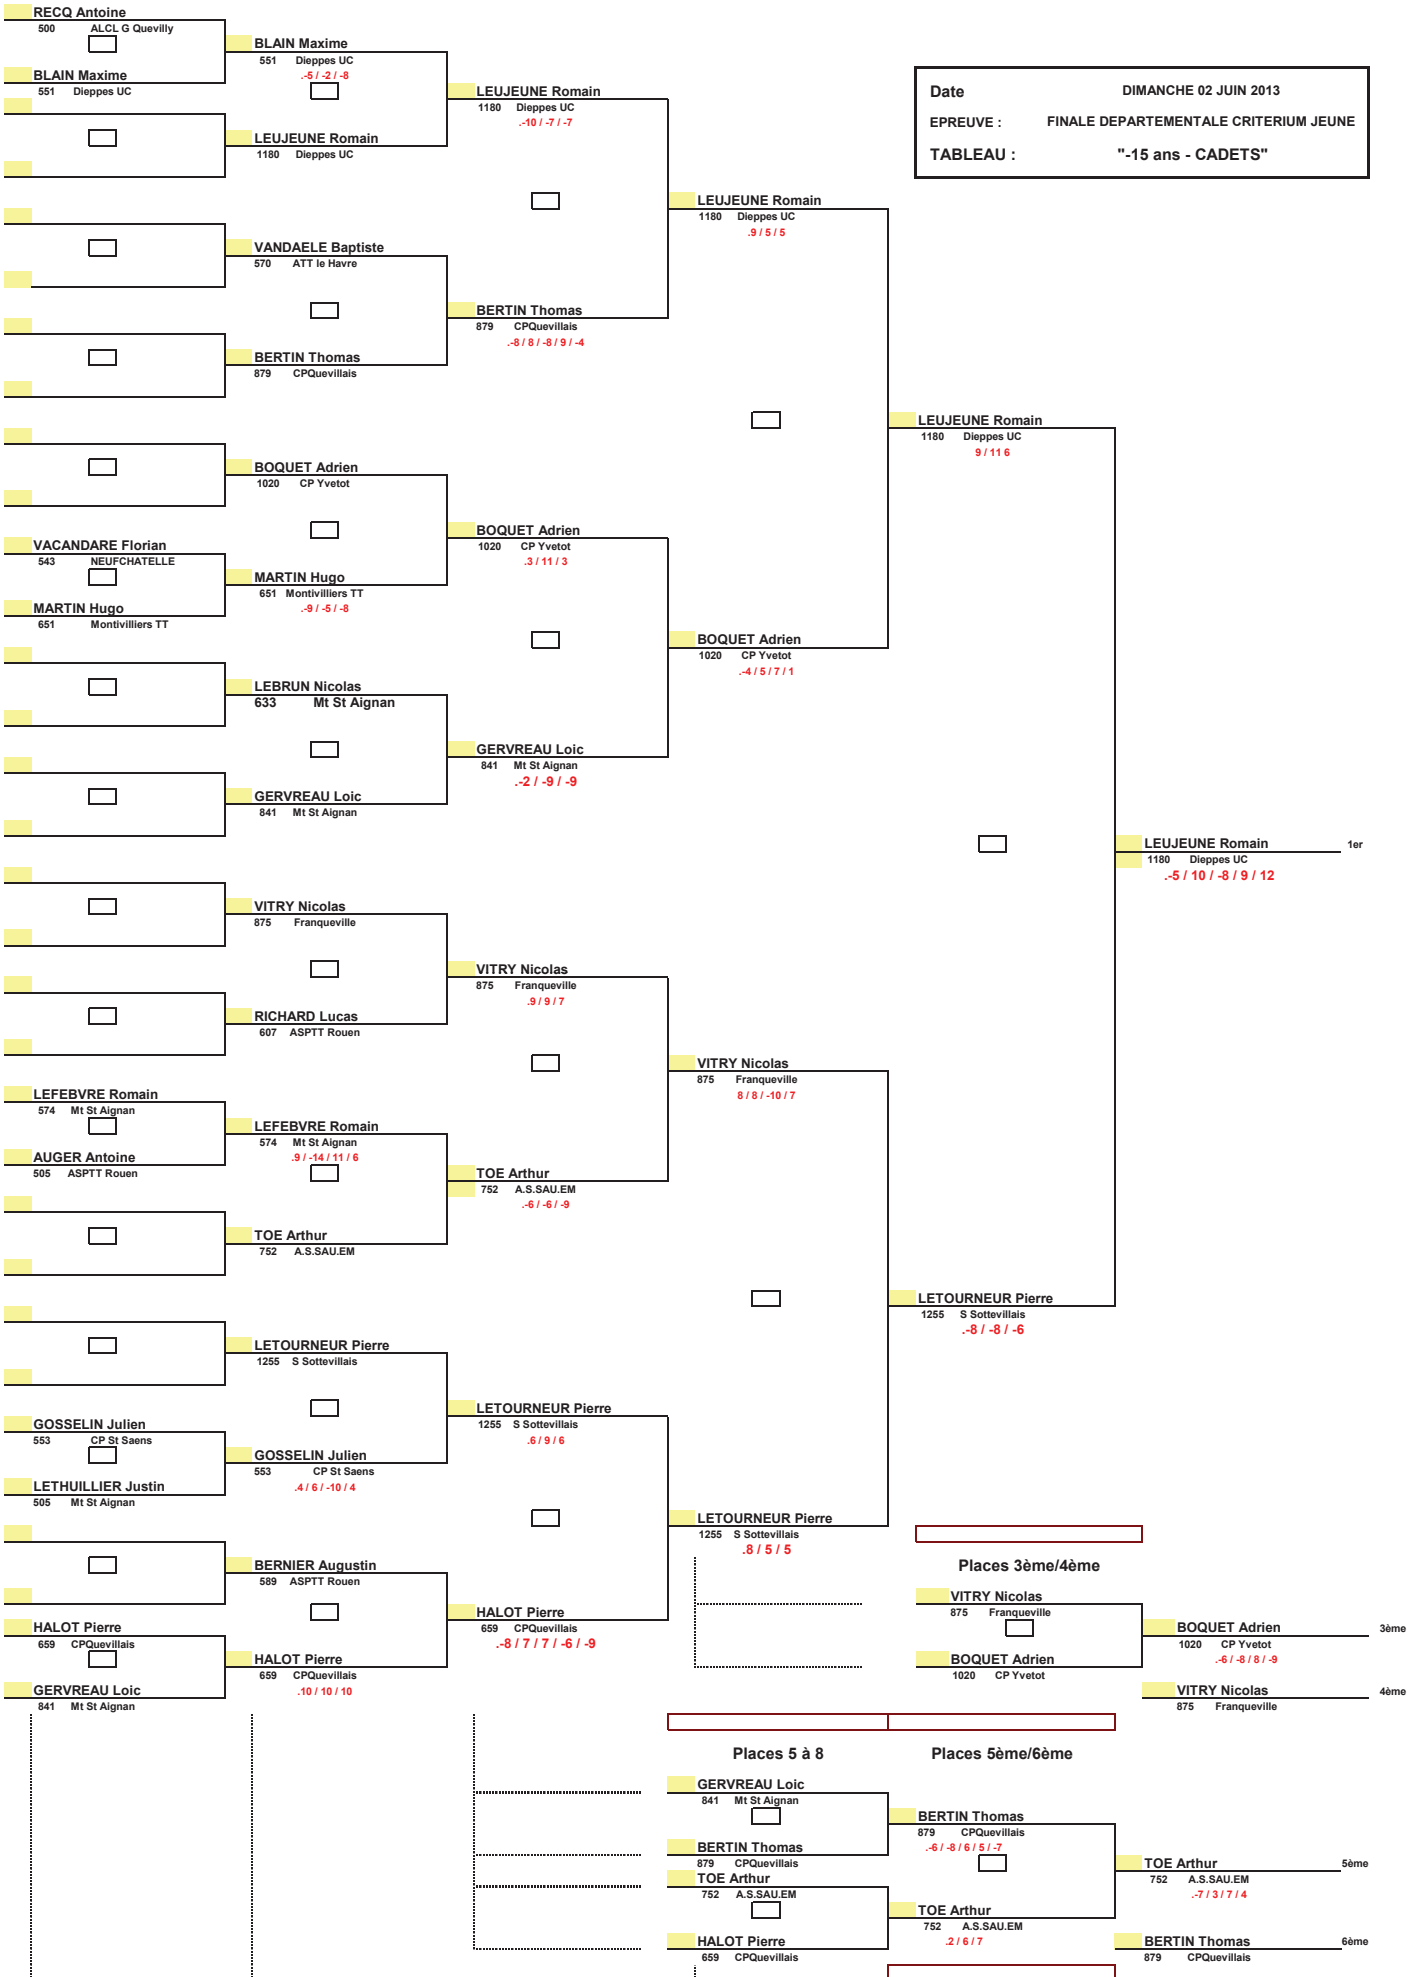 RECQ Antoine
500 ALCL G Quevilly
BLAIN Maxime
551 Dieppes UC
BLAIN Maxime
551 Dieppes UC
.-5 / -2 / -8
LEUJEUNE Romain
1180 Dieppes UC
LEUJEUNE Romain
1180 Dieppes UC
.-10 / -7 / -7
Date DIMANCHE 02 JUIN 2013
EPREUVE : FINALE DEPARTEMENTALE CRITERIUM JEUNE
TABLEAU : "-15 ans - CADETS"
VANDAELE Baptiste
570 ATT le Havre
BERTIN Thomas
879 CPQuevillais
BERTIN Thomas
879 CPQuevillais
.-8 / 8 / -8 / 9 / -4
LEUJEUNE Romain
1180 Dieppes UC
.9 / 5 / 5
BOQUET Adrien
1020 CP Yvetot
VACANDARE Florian
543 NEUFCHATELLE
MARTIN Hugo
651 Montivilliers TT
MARTIN Hugo
651 Montivilliers TT
.-9 / -5 / -8
BOQUET Adrien
1020 CP Yvetot
.3 / 11 / 3
LEBRUN Nicolas
633 Mt St Aignan
GERVREAU Loic
841 Mt St Aignan
GERVREAU Loic
841 Mt St Aignan
.-2 / -9 / -9
BOQUET Adrien
1020 CP Yvetot
.-4 / 5 / 7 / 1
LEUJEUNE Romain
1180 Dieppes UC
9 / 11 6
LEUJEUNE Romain 1er
1180 Dieppes UC
.-5 / 10 / -8 / 9 / 12
VITRY Nicolas
875 Franqueville
RICHARD Lucas
607 ASPTT Rouen
VITRY Nicolas
875 Franqueville
.9 / 9 / 7
LEFEBVRE Romain
574 Mt St Aignan
AUGER Antoine
505 ASPTT Rouen
LEFEBVRE Romain
574 Mt St Aignan
.9 / -14 / 11 / 6
TOE Arthur
752 A.S.SAU.EM
TOE Arthur
752 A.S.SAU.EM
.-6 / -6 / -9
VITRY Nicolas
875 Franqueville
8 / 8 / -10 / 7
LETOURNEUR Pierre
1255 S Sottevillais
.-8 / -8 / -6
LETOURNEUR Pierre
1255 S Sottevillais
GOSSELIN Julien
553 CP St Saens
LETHUILLIER Justin
505 Mt St Aignan
GOSSELIN Julien
553 CP St Saens
.4 / 6 / -10 / 4
LETOURNEUR Pierre
1255 S Sottevillais
.6 / 9 / 6
BERNIER Augustin
589 ASPTT Rouen
HALOT Pierre
659 CPQuevillais
GERVREAU Loic
841 Mt St Aignan
HALOT Pierre
659 CPQuevillais
.10 / 10 / 10
HALOT Pierre
659 CPQuevillais
.-8 / 7 / 7 / -6 / -9
LETOURNEUR Pierre
1255 S Sottevillais
.8 / 5 / 5
Places 3ème/4ème
VITRY Nicolas
875 Franqueville
BOQUET Adrien
1020 CP Yvetot
BOQUET Adrien 3ème
1020 CP Yvetot
.-6 / -8 / 8 / -9
VITRY Nicolas 4ème
875 Franqueville
Places 5 à 8 Places 5ème/6ème
GERVREAU Loic
841 Mt St Aignan
BERTIN Thomas
879 CPQuevillais
BERTIN Thomas
879 CPQuevillais
.-6 / -8 / 6 / 5 / -7
TOE Arthur
752 A.S.SAU.EM
HALOT Pierre
659 CPQuevillais
TOE Arthur
752 A.S.SAU.EM
.2 / 6 / 7
TOE Arthur 5ème
752 A.S.SAU.EM
.-7 / 3 / 7 / 4
BERTIN Thomas 6ème
879 CPQuevillais